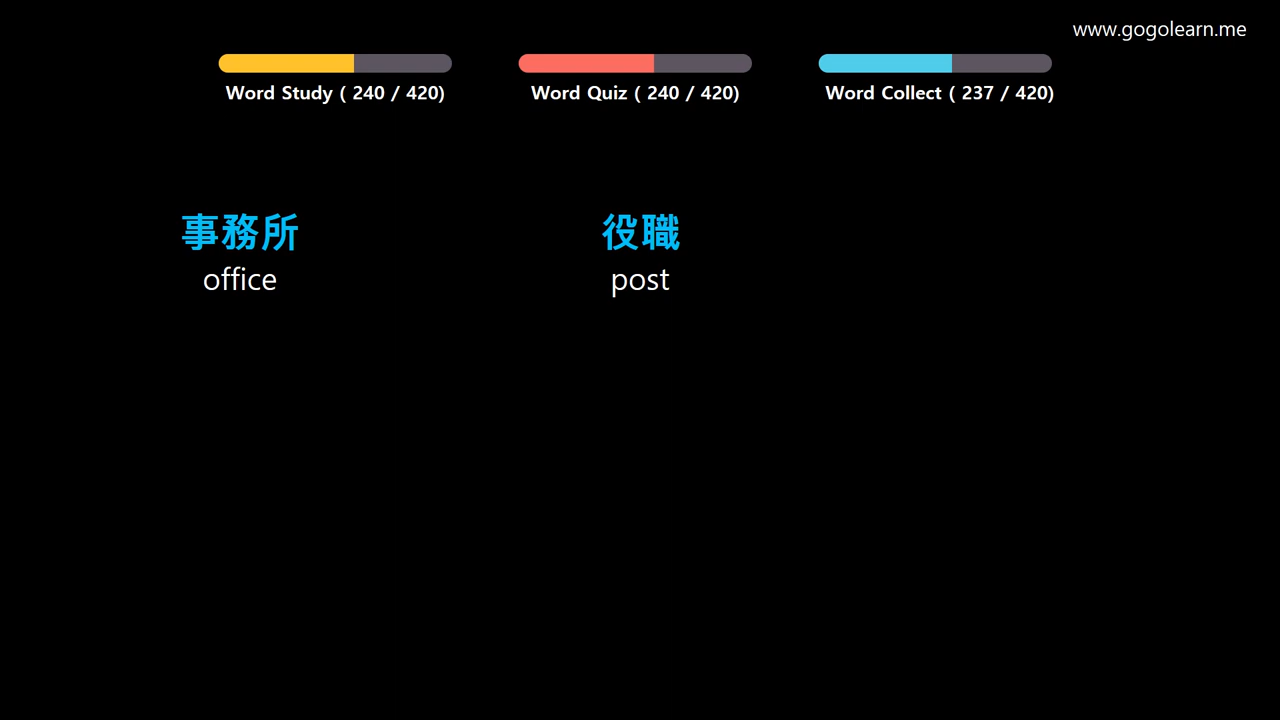 www.gogolearn.me
Word Study ( 240 / 420)
Word Quiz ( 240 / 420)
Word Collect ( 237 / 420)
事務所
office
役職
post